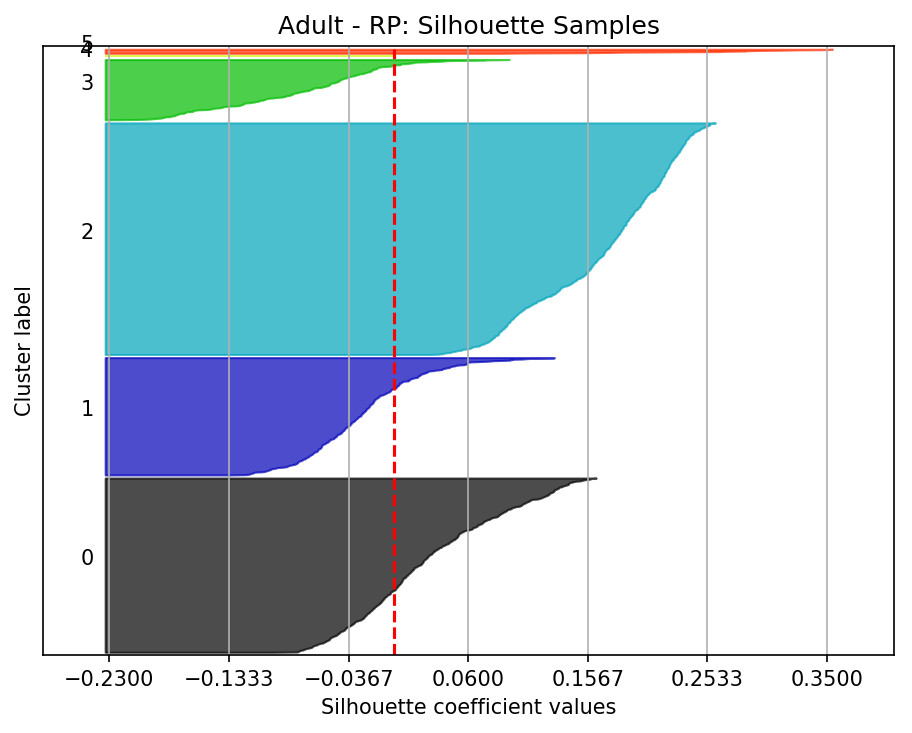 Adult - RP: Silhouette Samples
5
3
2
1
0
Cluster label
−0.2300 −0.1333 −0.0367 0.0600 0.1567 0.2533 0.3500
Silhouette coefficient values